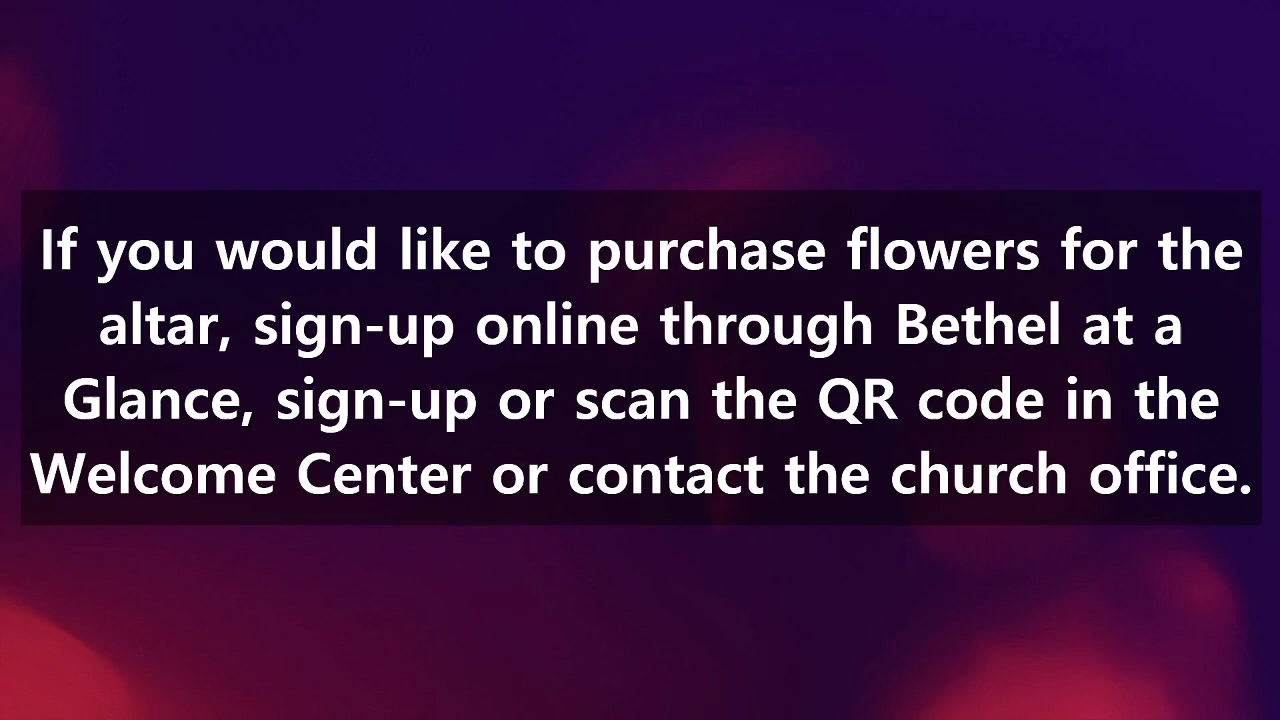 If you would like to purchase flowers for the
altar, sign-up online through Bethel at a
Glance, sign-up or scan the QR code in the
Welcome Center or contact the church office.